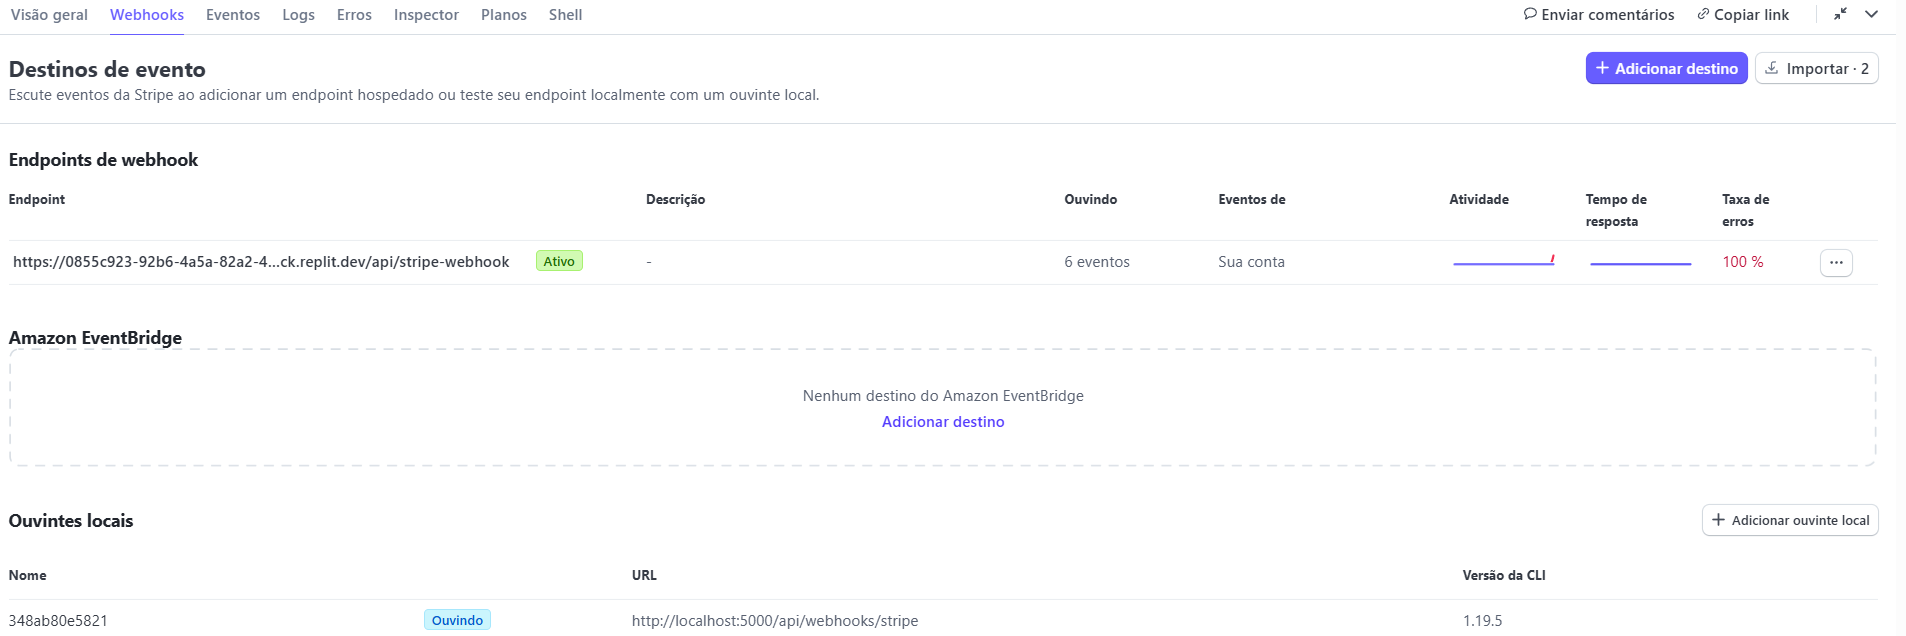 Visão geral Webhooks Eventos Logs Erros Inspector Planos Shell Enviar comentários Copiar link
Destinos de evento
+ Adicionar destino Importar · 2
Escute eventos da Stripe ao adicionar um endpoint hospedado ou teste seu endpoint localmente com um ouvinte local.
Endpoints de webhook
Endpoint Descrição Ouvindo Eventos de Atividade Tempo de resposta Taxa de erros
https://0855c923-92b6-4a5a-82a2-4...ck.replit.dev/api/stripe-webhook Ativo - 6 eventos Sua conta 100 % ...
Amazon EventBridge
Nenhum destino do Amazon EventBridge
Adicionar destino
Ouvintes locais + Adicionar ouvinte local
Nome URL Versão da CLI
348ab80e5821 Ouvindo http://localhost:5000/api/webhooks/stripe 1.19.5